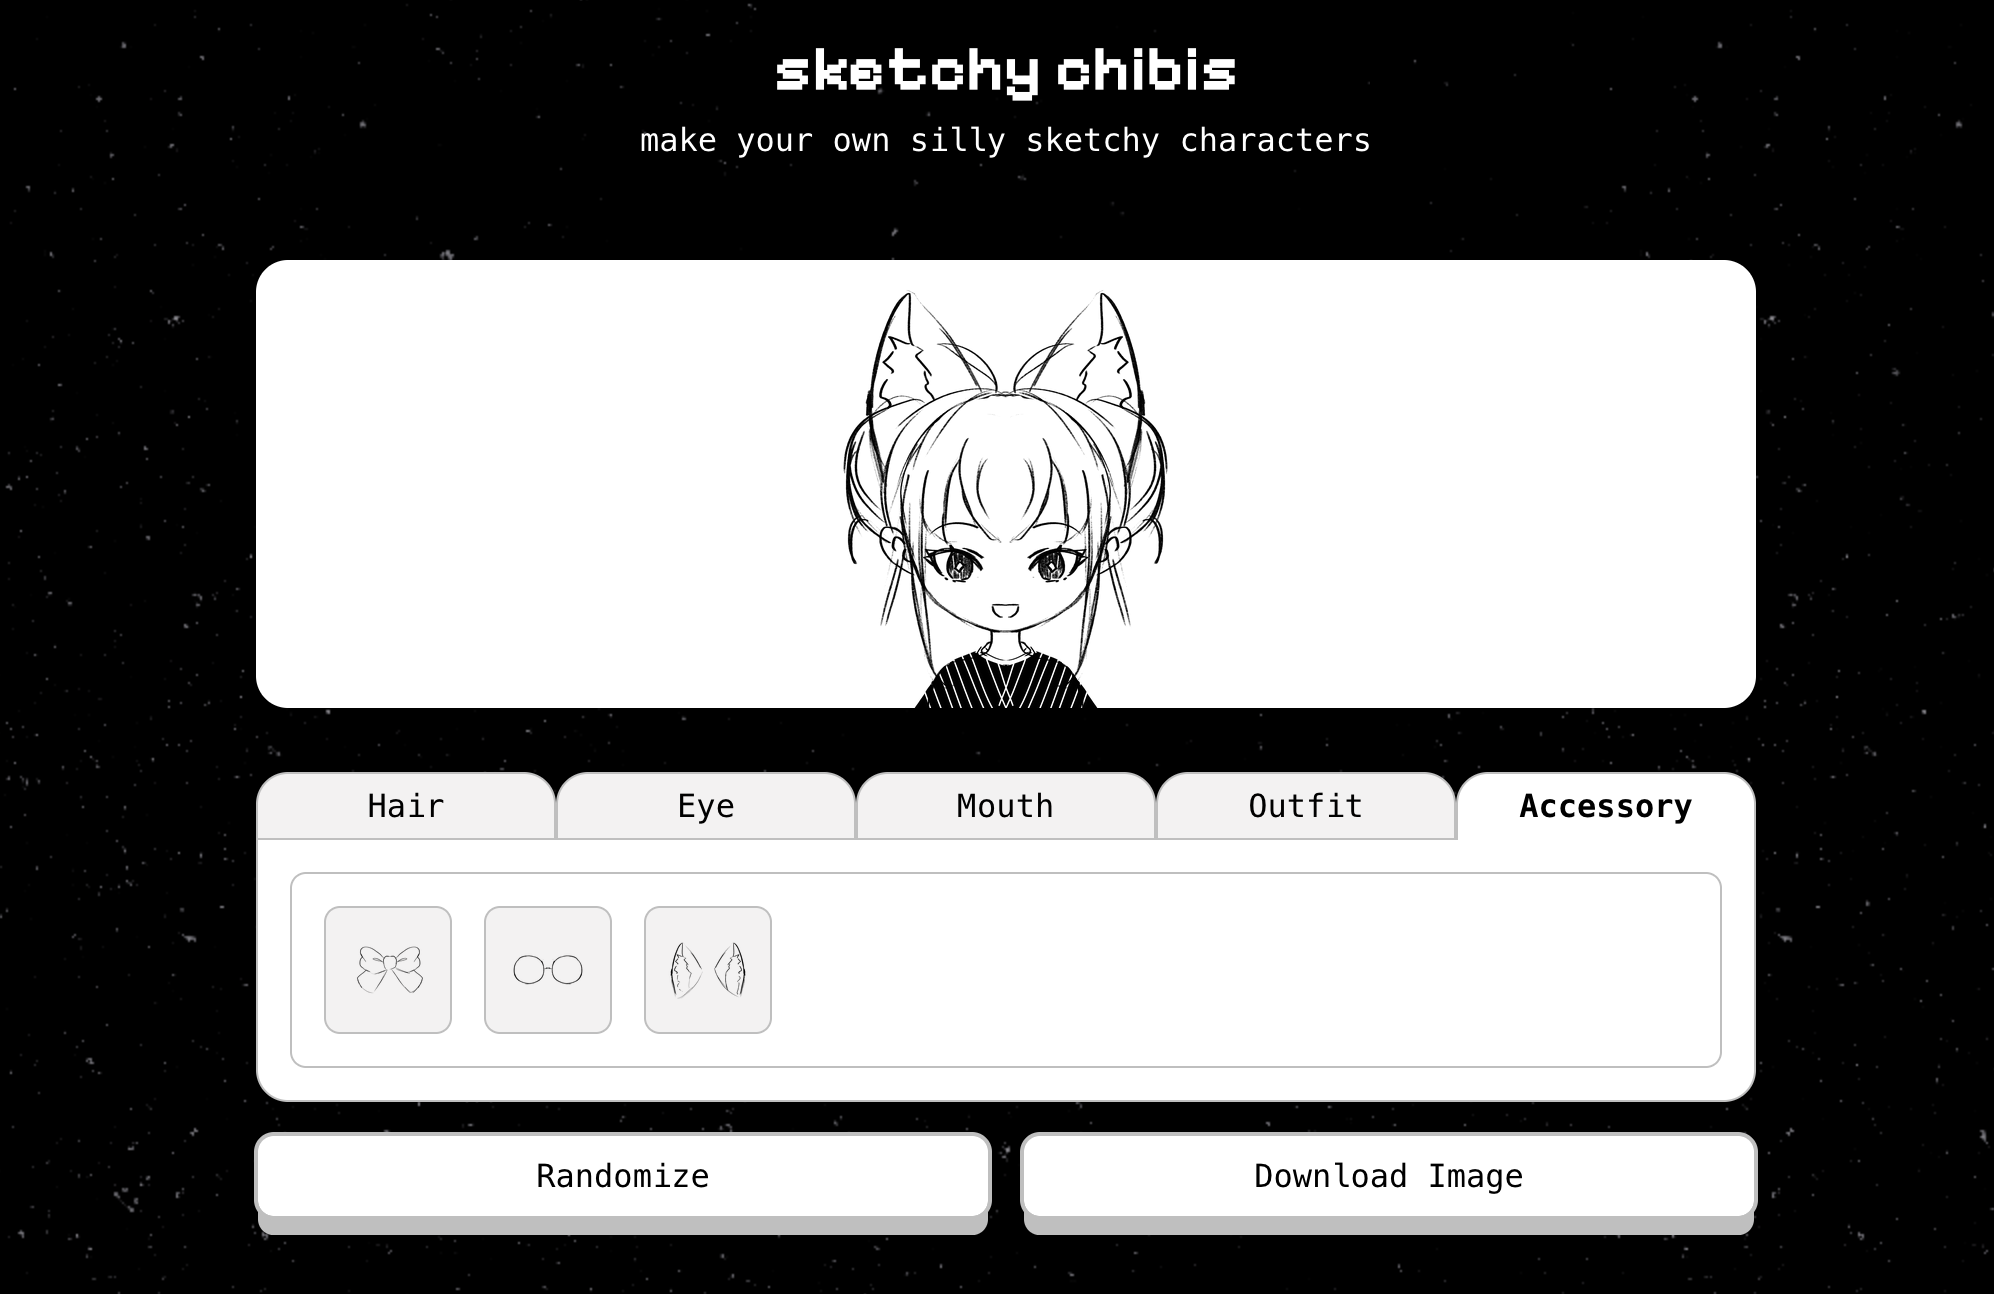 sketchy chibis
make your own silly sketchy characters
Hair
Eye
Mouth
Outfit
Accessory
Randomize
Download Image